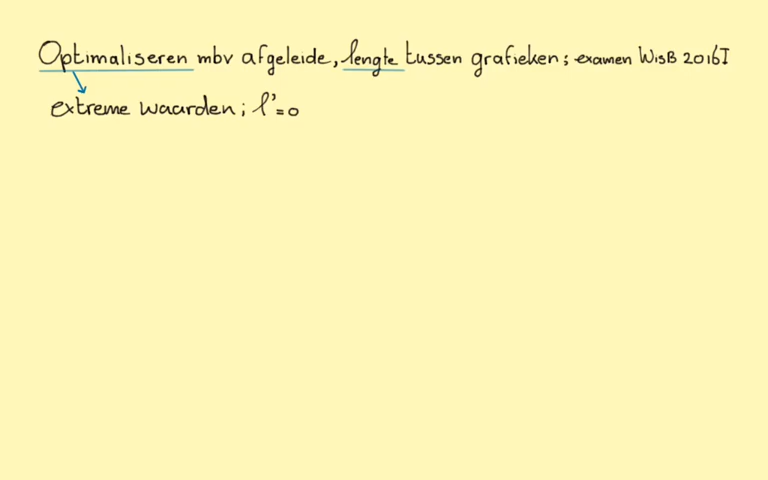 Optimaliseren mbv afgeleide, lengte tussen grafieken; examen WisB 2016I
extreme waarden; l'=0